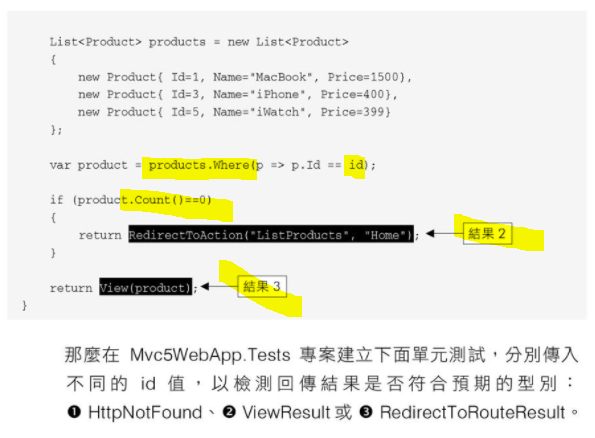 List<Product> products = new List<Product>
{
new Product{ Id=1, Name="MacBook", Price=1500},
new Product{ Id=3, Name="iPhone", Price=400},
new Product{ Id=5, Name="iWatch", Price=399}
};
var product = products.Where(p => p.Id == id);
if (product.Count()==0)
{
return RedirectToAction("ListProducts", "Home"); 結果 2
}
return View(product); 結果 3
}
那麼在 Mvc5WebApp.Tests 專案建立下面單元測試，分別傳入
不同的 id 值，以檢測回傳結果是否符合預期的型別：
❶ HttpNotFound、❷ ViewResult 或 ❸ RedirectToRouteResult。